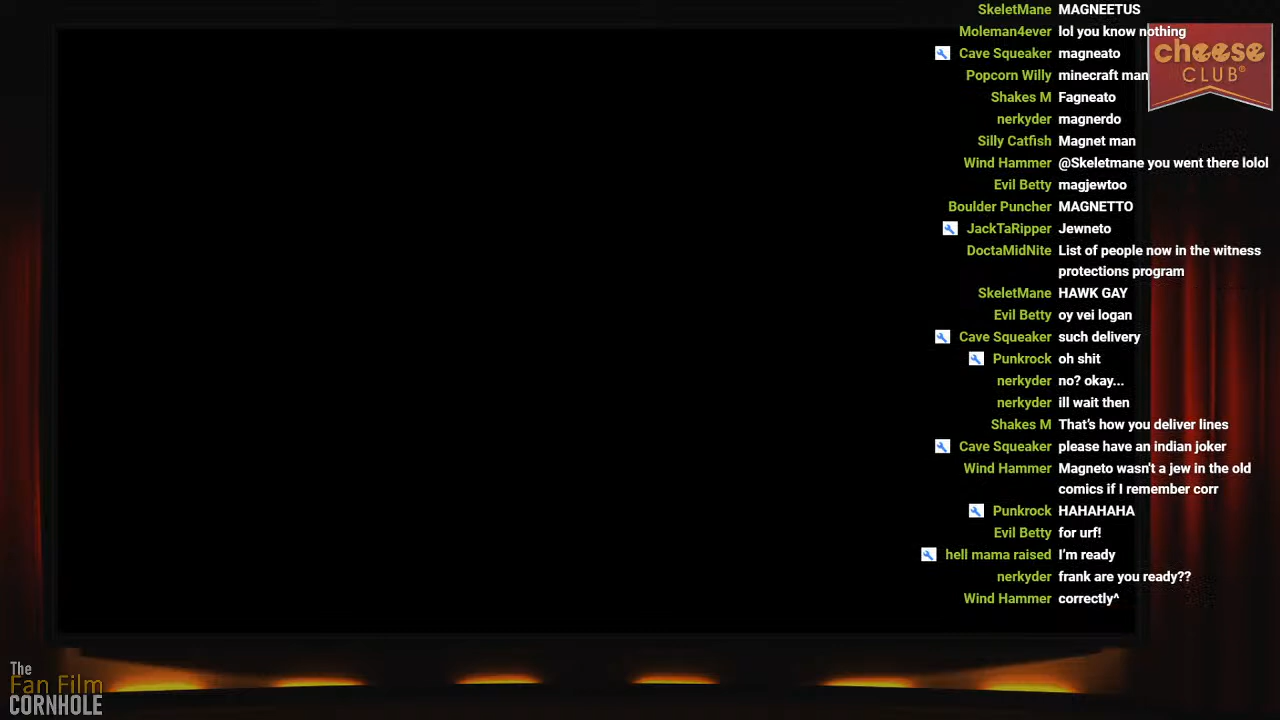 SkeletMane MAGNEETUS
Moleman4ever lol you know nothing
Cave Squeaker magneato
Popcorn Willy minecraft man
Shakes M Fagneato
nerkyder magnerdo
Silly Catfish Magnet man
Wind Hammer @Skeletmane you went there lolol
Evil Betty magjewtoo
Boulder Puncher MAGNETTO
JackTaRipper Jewneto
DoctaMidNite List of people now in the witness
protections program
SkeletMane HAWK GAY
Evil Betty oy vei logan
Cave Squeaker such delivery
Punkrock oh shit
nerkyder no? okay...
nerkyder ill wait then
Shakes M That's how you deliver lines
Cave Squeaker please have an indian joker
Wind Hammer Magneto wasn't a jew in the old
comics if I remember corr
Punkrock HAHAHAHA
Evil Betty for urf!
hell mama raised I'm ready
nerkyder frank are you ready??
Wind Hammer correctly^
cheese
CLUB®
The
Fan Film
CORNHOLE